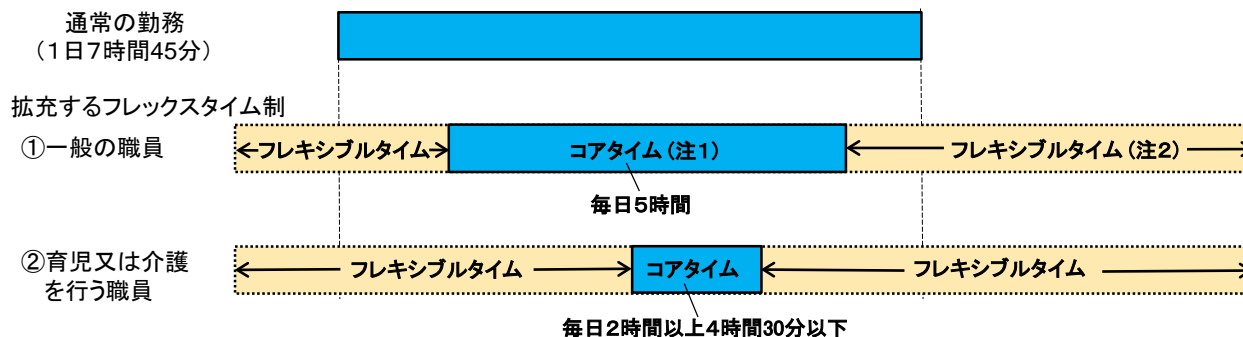 通常の勤務
（１日７時間45分）
拡充するフレックスタイム制
①一般の職員
フレキシブルタイム
コアタイム（注１）
フレキシブルタイム（注２）
毎日５時間
②育児又は介護
を行う職員
フレキシブルタイム
コアタイム
フレキシブルタイム
毎日２時間以上４時間30分以下